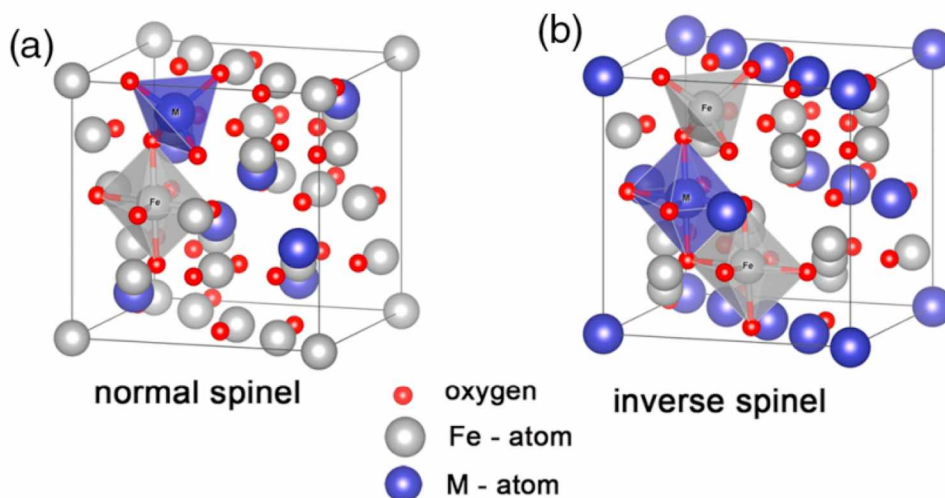 (a)
(b)
M
Fe
Fe
M
Fe
normal spinel
inverse spinel
oxygen
Fe - atom
M - atom